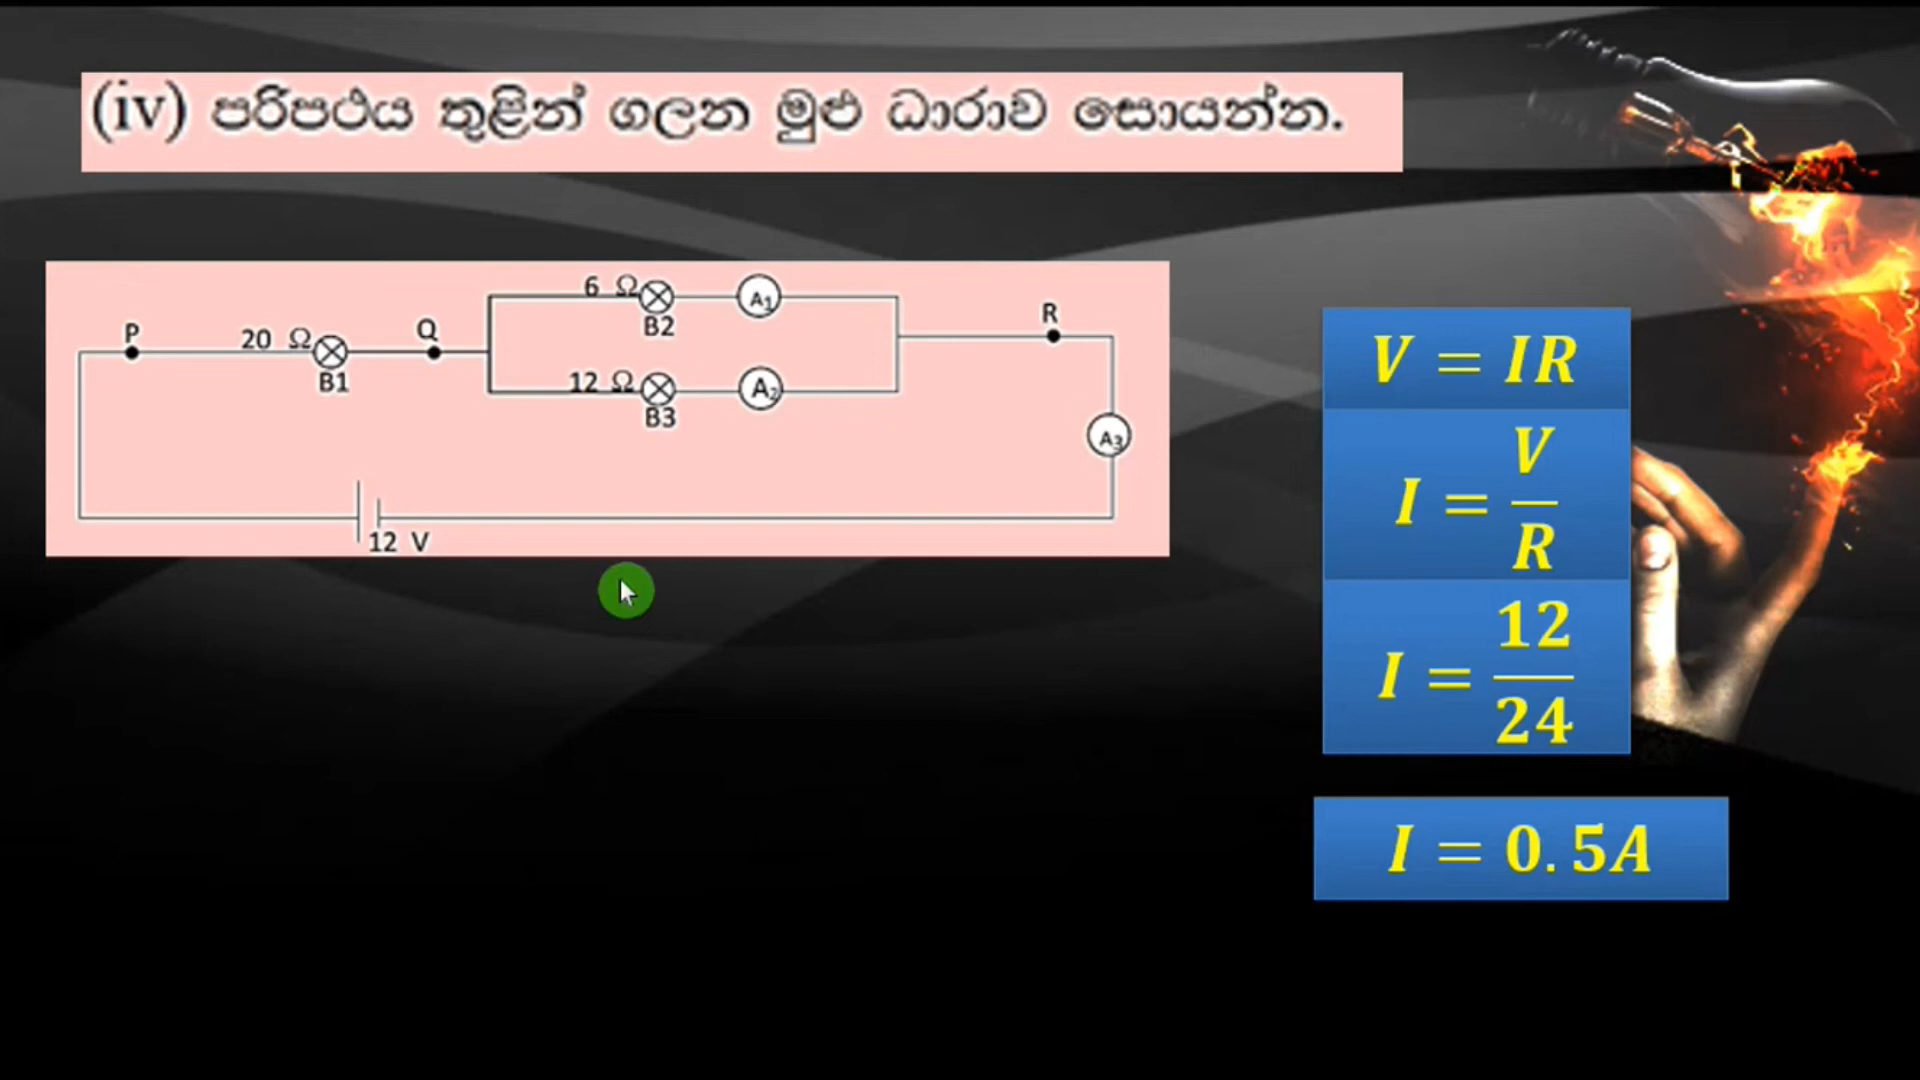 (iv) පරිපථය තුළින් ගලන මුළු ධාරාව සොයන්න.
6 Ω
A1
B2
P
20 Ω
B1
Q
R
12 Ω
A2
B3
A3
12 V
V = IR
I = V/R
I = 12/24
I = 0.5A